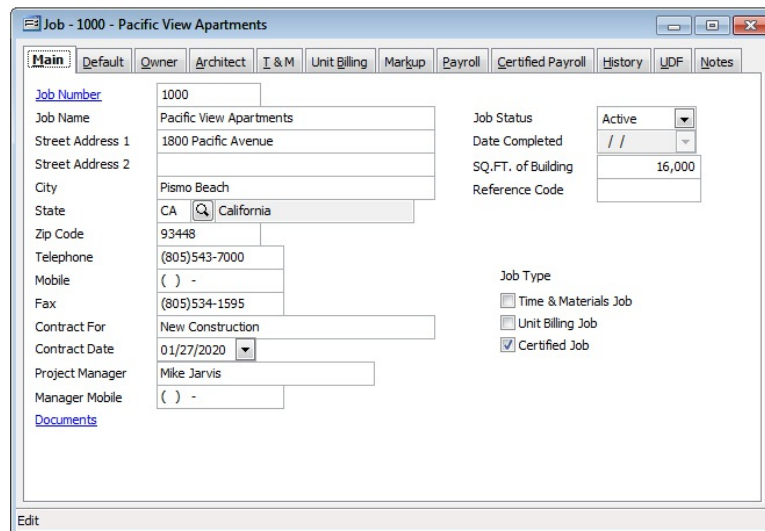 Job - 1000 - Pacific View Apartments
Main Default Owner Architect T & M Unit Billing Markup Payroll Certified Payroll History UDF Notes
Job Number 1000
Job Name Pacific View Apartments Job Status Active
Street Address 1 1800 Pacific Avenue Date Completed / /
Street Address 2 SQ.FT. of Building 16,000
City Pismo Beach Reference Code
State CA California
Zip Code 93448
Telephone (805)543-7000
Mobile ( ) - Job Type
Fax (805)534-1595 Time & Materials Job
Contract For New Construction Unit Billing Job
Contract Date 01/27/2020 Certified Job
Project Manager Mike Jarvis
Manager Mobile ( ) -
Documents
Edit